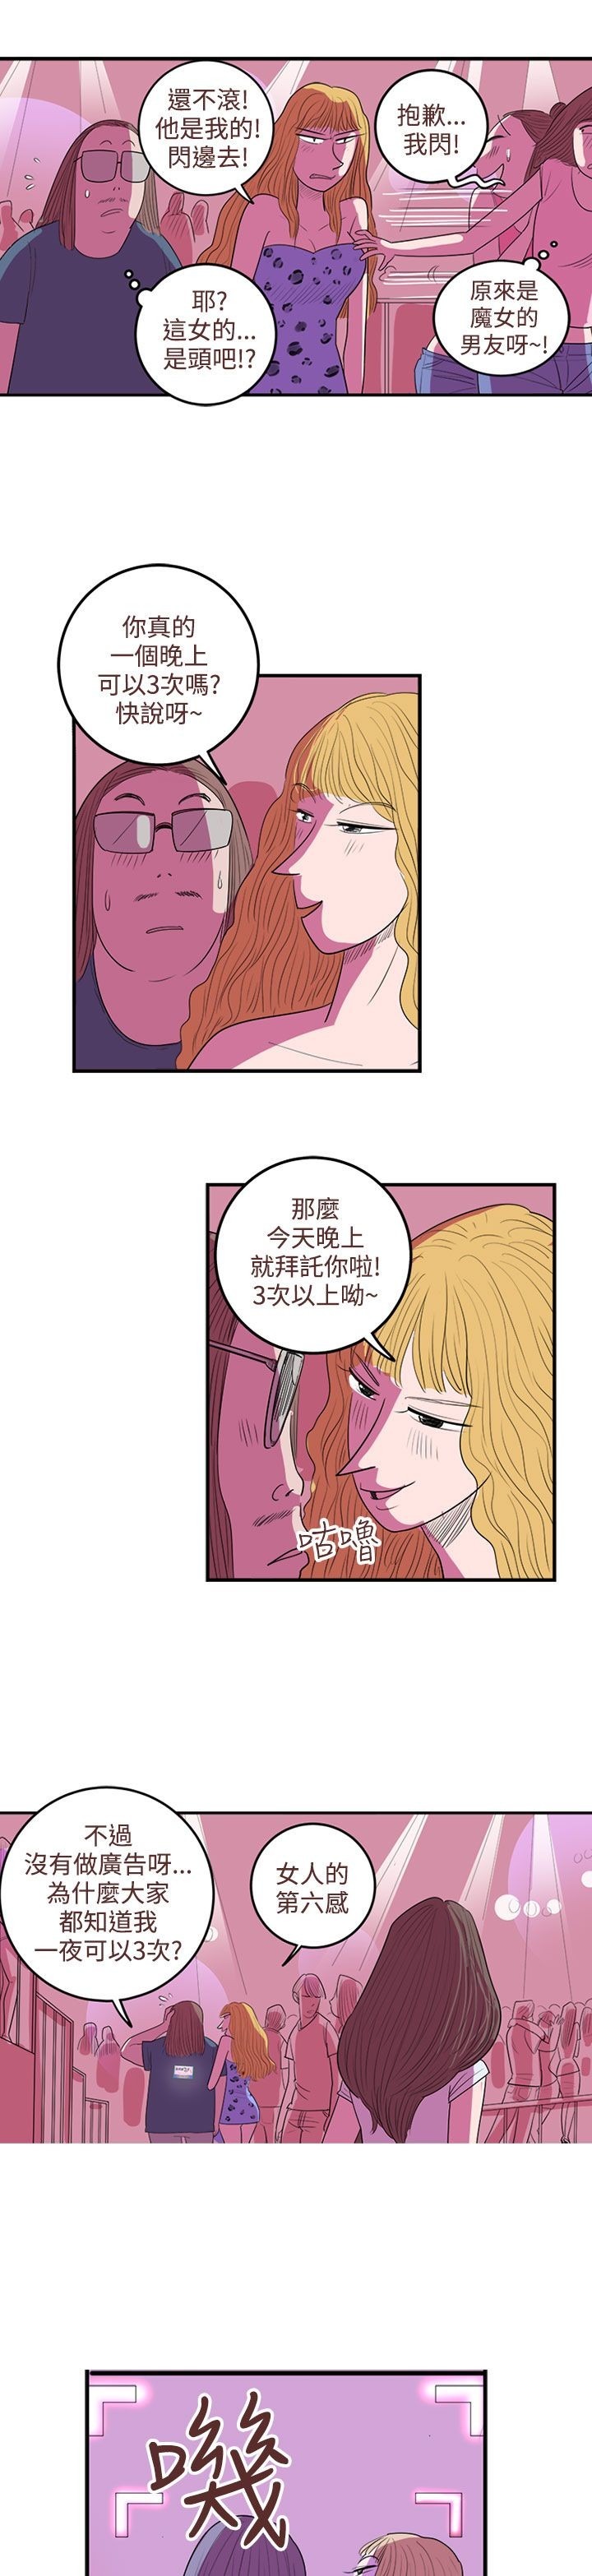 還不滾!
他是我的!
閃邊去!
抱歉...
我閃!
耶?
這女的...
是頭吧!?
原來是
魔女的
男友呀~!
你真的
一個晚上
可以3次嗎?
快說呀~
那麼
今天晚上
就拜託你啦!
3次以上呦~
咕嚕
不過
沒有做廣告呀...
為什麼大家
都知道我
一夜可以3次?
女人的
第六感
嘰